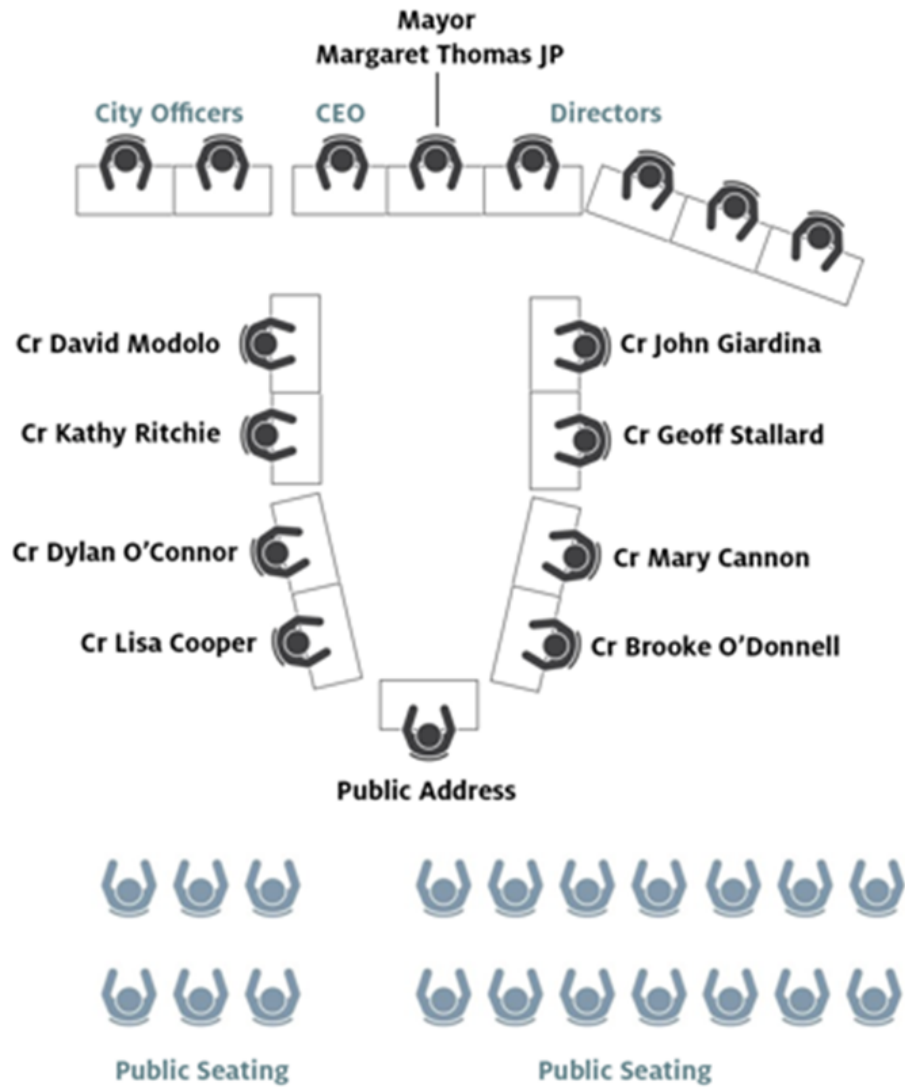 Mayor
Margaret Thomas JP
City Officers
CEO
Directors
Cr David Modolo
Cr John Giardina
Cr Kathy Ritchie
Cr Geoff Stallard
Cr Dylan O’Connor
Cr Mary Cannon
Cr Lisa Cooper
Cr Brooke O’Donnell
Public Address
Public Seating
Public Seating